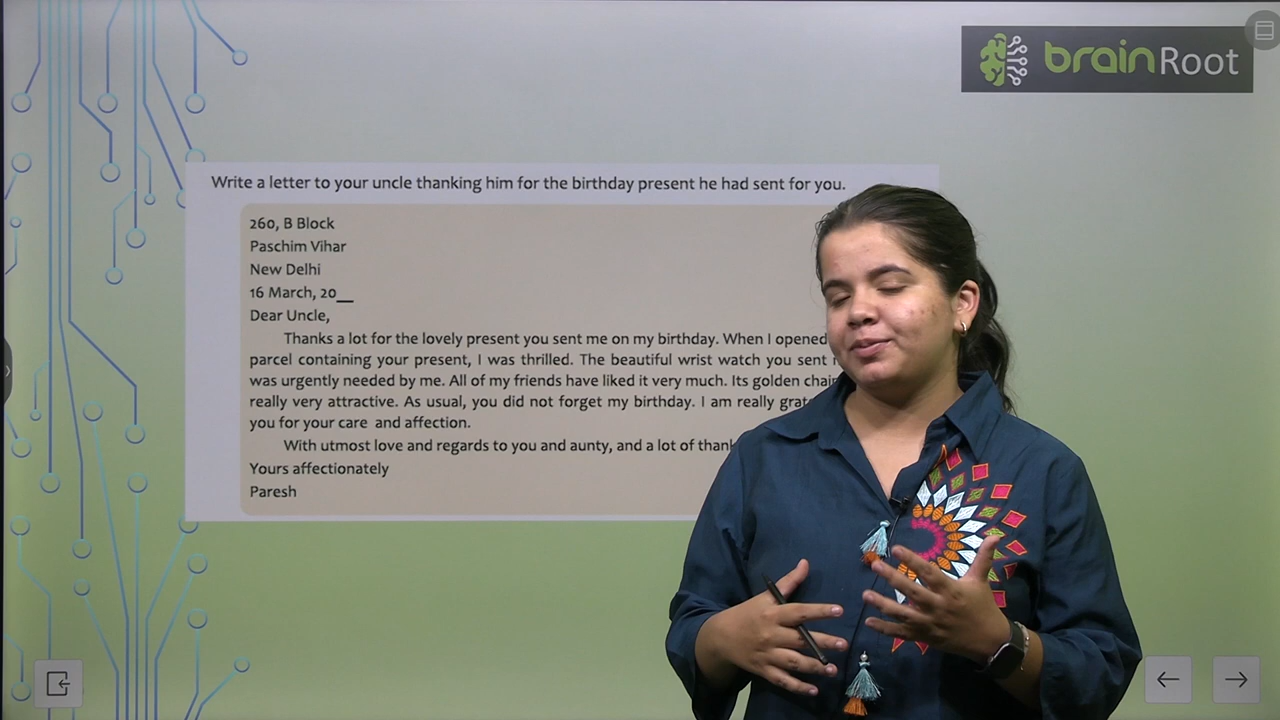 brainRoot
Write a letter to your uncle thanking him for the birthday present he had sent for you.
260, B Block
Paschim Vihar
New Delhi
16 March, 20__
Dear Uncle,
Thanks a lot for the lovely present you sent me on my birthday. When I opened
parcel containing your present, I was thrilled. The beautiful wrist watch you sent
was urgently needed by me. All of my friends have liked it very much. Its golden
really very attractive. As usual, you did not forget my birthday. I am really
you for your care and affection.
With utmost love and regards to you and aunty, and a lot of
Yours affectionately
Paresh